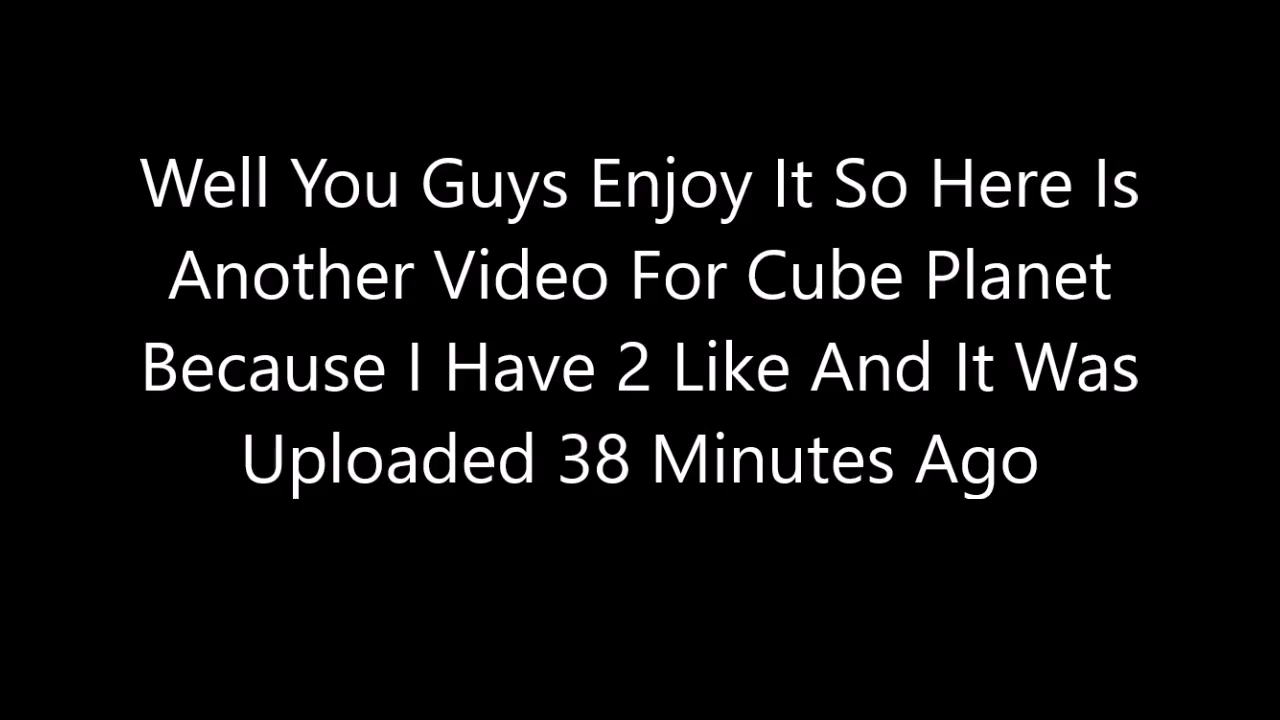 Well You Guys Enjoy It So Here Is
Another Video For Cube Planet
Because I Have 2 Like And It Was
Uploaded 38 Minutes Ago